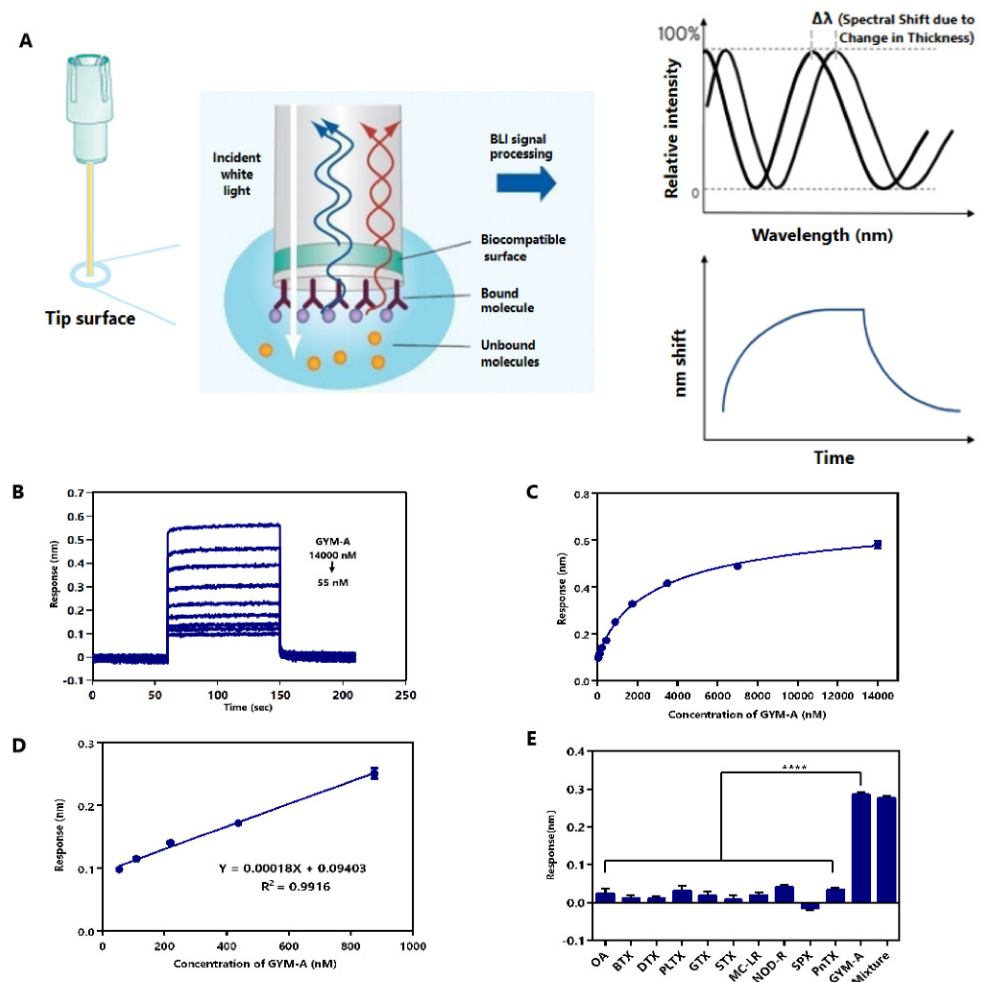 A
Tip surface
Incident
white
light
BLI signal
processing
Biocompatible
surface
Bound
molecule
Unbound
molecules
Δλ (Spectral Shift due to
Change in Thickness)
100%
0
Relative intensity
Wavelength (nm)
nm shift
Time
B
0.7
0.6
0.5
0.4
0.3
0.2
0.1
0
-0.1
Response (nm)
GYM-A
14000 nM
55 nM
0 50 100 150 200 250
Time (sec)
C
0.8
0.6
0.4
0.2
0.0
Response (nm)
0 2000 4000 6000 8000 10000 12000 14000
Concentration of GYM-A (nM)
D
0.3
0.2
0.1
0.0
Response (nm)
Y = 0.00018X + 0.09403
R² = 0.9916
0 200 400 600 800 1000
Concentration of GYM-A (nM)
E
0.4
0.3
0.2
0.1
0.0
-0.1
Response(nm)
****
OA BTX DTX PLTX GTX STX MC-LR NOD-R SPX PnTX GYM-A Mixture